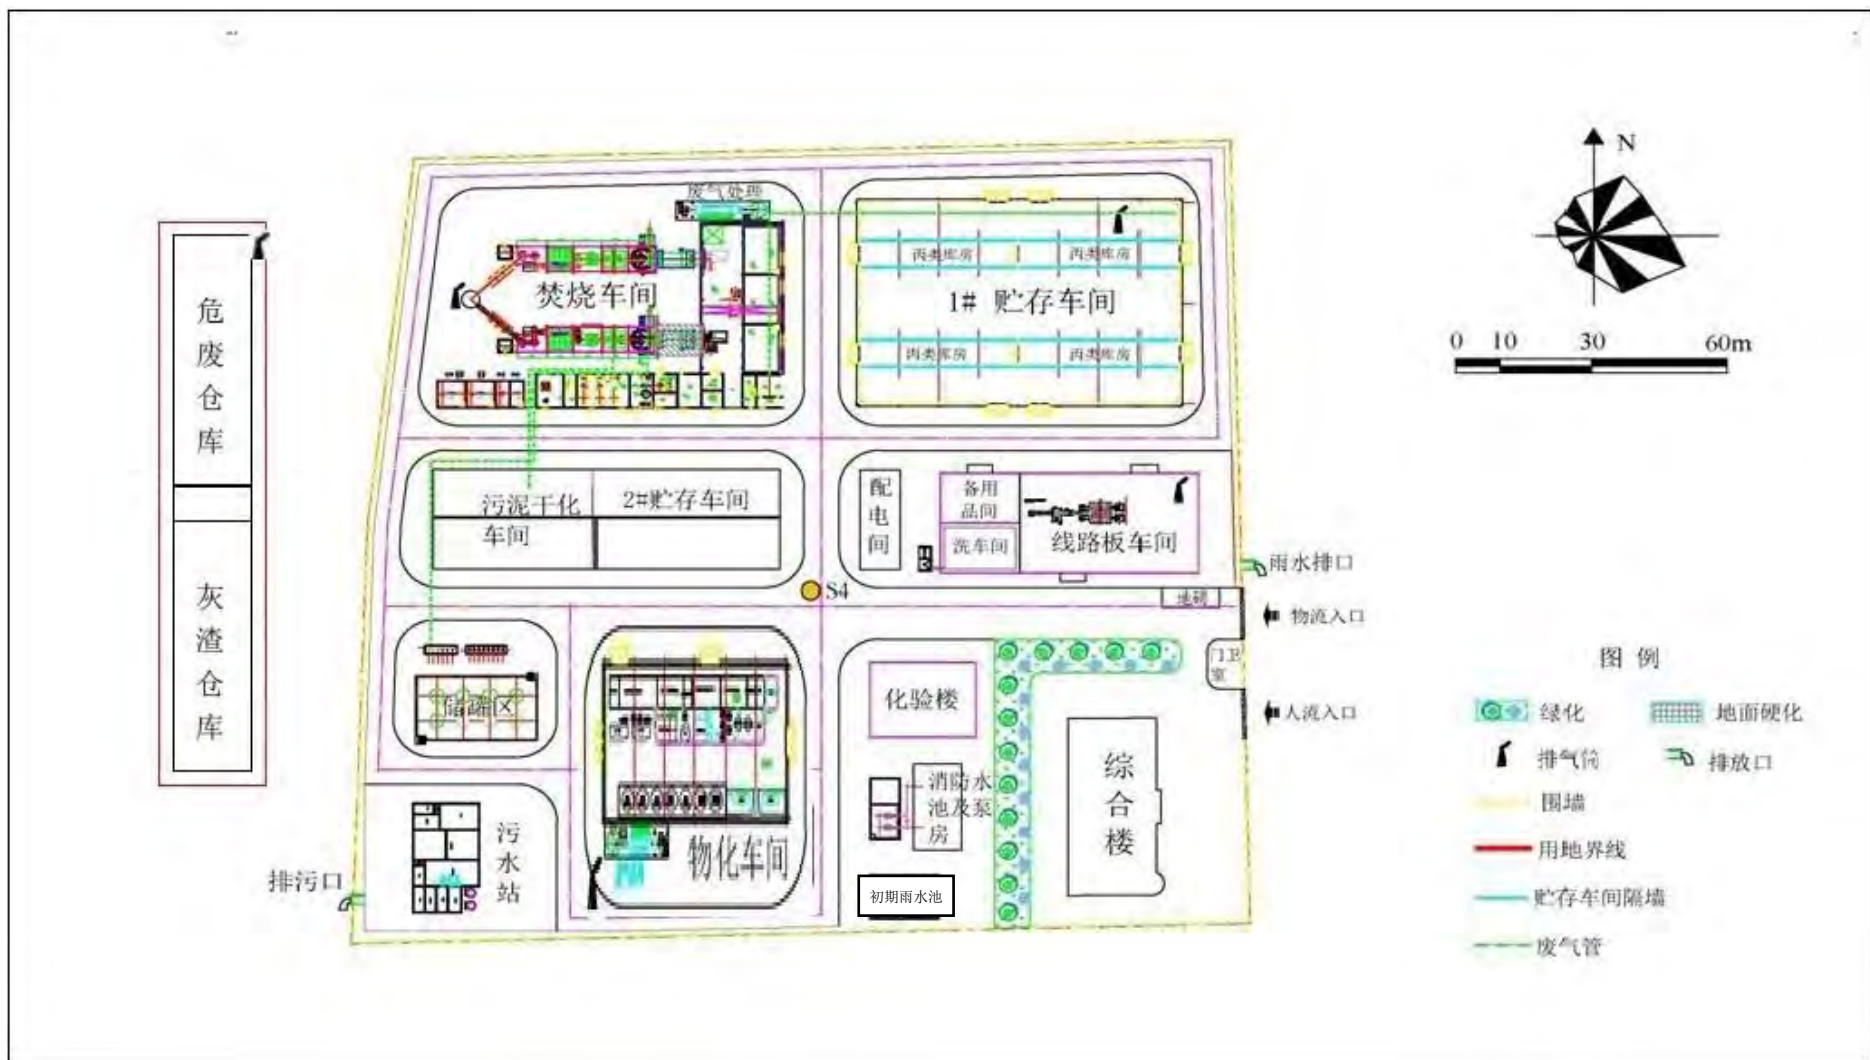 废气处理
N
丙类库房
丙类库房
焚烧车间
1# 贮存车间
0 10 30 60m
丙类库房
丙类库房
危废仓库
污泥干化
车间
2#贮存车间
配电间
备用
品间
洗车间
线路板车间
雨水排口
S4
地磅
物流入口
灰渣仓库
门卫
室
图 例
储罐区
化验楼
人流入口
绿化
地面硬化
排气筒
排放口
消防水
池及泵
房
综合楼
围墙
污水站
物化车间
用地界线
排污口
初期雨水池
贮存车间隔墙
废气管